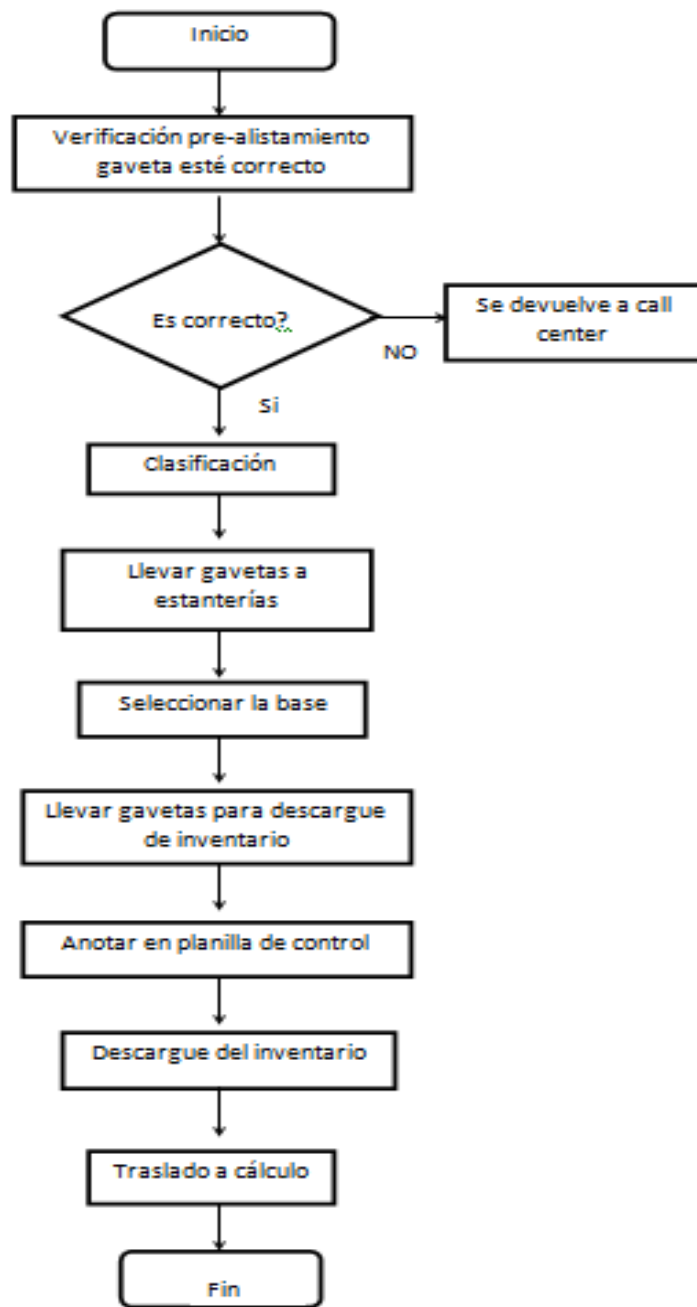 Inicio
Verificación pre-alistamiento
gaveta esté correcto
Es correcto?
Se devuelve a call
center
NO
Si
Clasificación
Llevar gavetas a
estanterías
Seleccionar la base
Llevar gavetas para descargue
de inventario
Anotar en planilla de control
Descargue del inventario
Traslado a cálculo
Fin